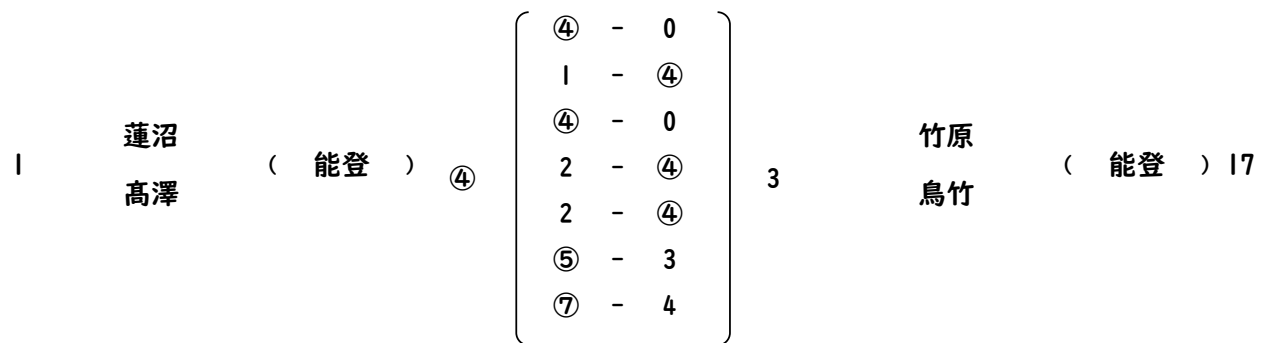 ④ - 0
1 - ④
④ - 0
2 - ④
2 - ④
⑤ - 3
⑦ - 4
1 蓮沼 髙澤 ( 能登 ) ④
3 竹原 鳥竹 ( 能登 ) 17